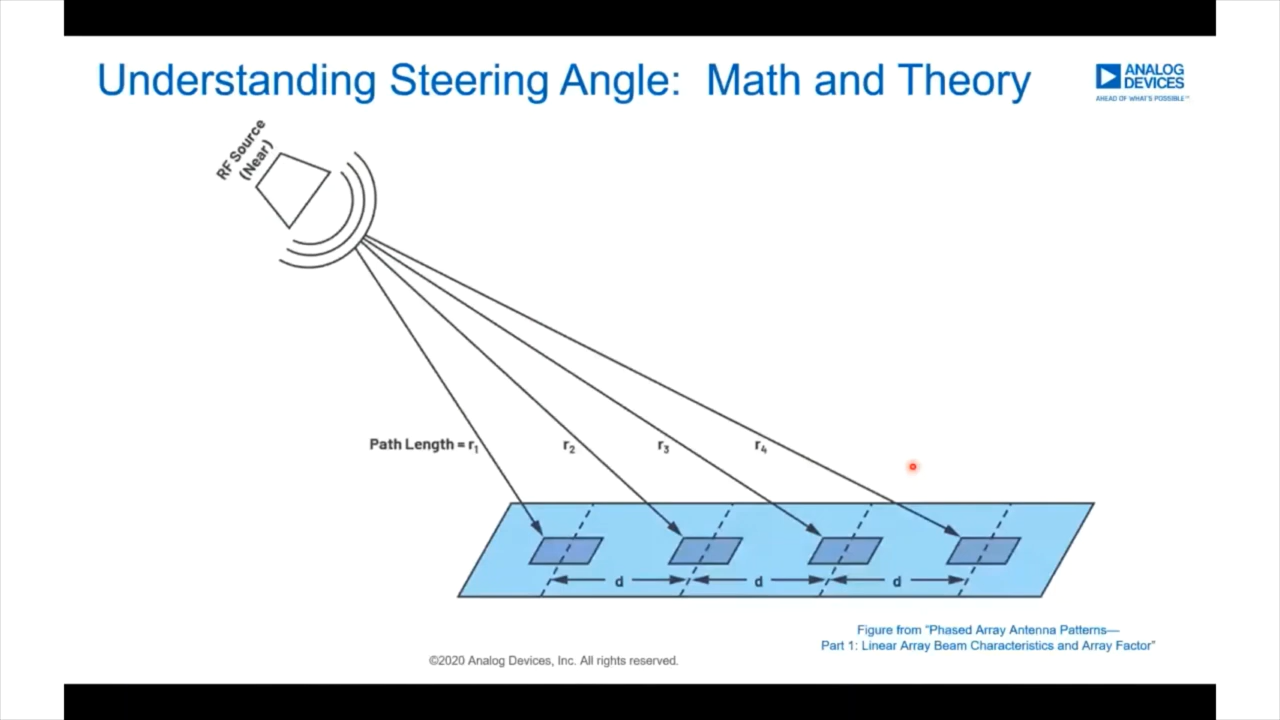 Understanding Steering Angle: Math and Theory
ANALOG
DEVICES
AHEAD OF WHAT'S POSSIBLE™
RF Source
(Near)
Path Length = r₁
r₂
r₃
r₄
d
d
d
Figure from "Phased Array Antenna Patterns—
Part 1: Linear Array Beam Characteristics and Array Factor"
©2020 Analog Devices, Inc. All rights reserved.